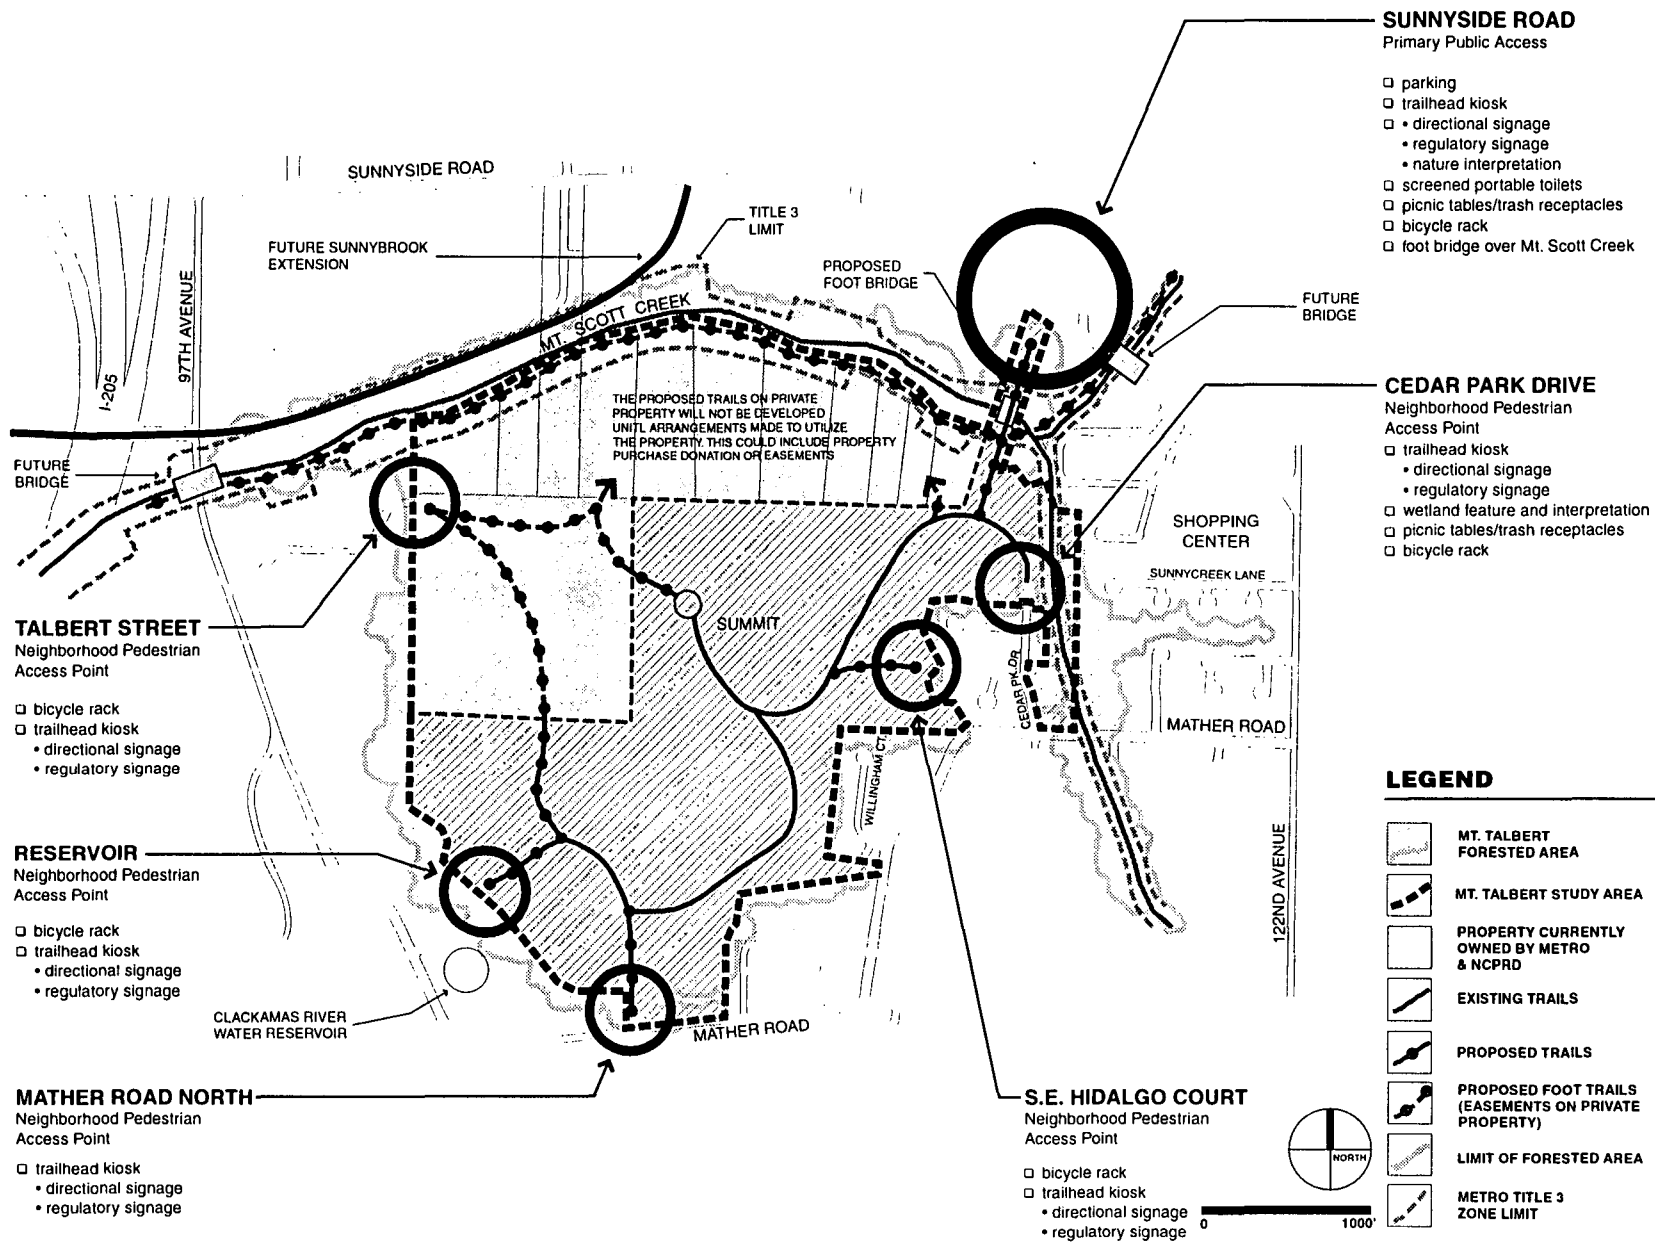 SUNNYSIDE ROAD
Primary Public Access
parking
trailhead kiosk
• directional signage
• regulatory signage
• nature interpretation
screened portable toilets
picnic tables/trash receptacles
bicycle rack
foot bridge over Mt. Scott Creek
SUNNYSIDE ROAD
TITLE 3
LIMIT
FUTURE SUNNYBROOK
EXTENSION
PROPOSED
FOOT BRIDGE
FUTURE
BRIDGE
97TH AVENUE
I-205
MT. SCOTT CREEK
CEDAR PARK DRIVE
Neighborhood Pedestrian
Access Point
trailhead kiosk
• directional signage
• regulatory signage
wetland feature and interpretation
picnic tables/trash receptacles
bicycle rack
THE PROPOSED TRAILS ON PRIVATE
PROPERTY WILL NOT BE DEVELOPED
UNITL ARRANGEMENTS MADE TO UTILIZE
THE PROPERTY. THIS COULD INCLUDE PROPERTY
PURCHASE DONATION OR EASEMENTS
FUTURE
BRIDGE
SHOPPING
CENTER
SUNNYCREEK LANE
TALBERT STREET
Neighborhood Pedestrian
Access Point
bicycle rack
trailhead kiosk
• directional signage
• regulatory signage
SUMMIT
CEDAR PK. DR
MATHER ROAD
WILLINGHAM CT.
122ND AVENUE
RESERVOIR
Neighborhood Pedestrian
Access Point
bicycle rack
trailhead kiosk
• directional signage
• regulatory signage
CLACKAMAS RIVER
WATER RESERVOIR
MATHER ROAD
MATHER ROAD NORTH
Neighborhood Pedestrian
Access Point
trailhead kiosk
• directional signage
• regulatory signage
S.E. HIDALGO COURT
Neighborhood Pedestrian
Access Point
bicycle rack
trailhead kiosk
• directional signage
• regulatory signage
NORTH
0 1000'
LEGEND
MT. TALBERT
FORESTED AREA
MT. TALBERT STUDY AREA
PROPERTY CURRENTLY
OWNED BY METRO
& NCPRD
EXISTING TRAILS
PROPOSED TRAILS
PROPOSED FOOT TRAILS
(EASEMENTS ON PRIVATE
PROPERTY)
LIMIT OF FORESTED AREA
METRO TITLE 3
ZONE LIMIT